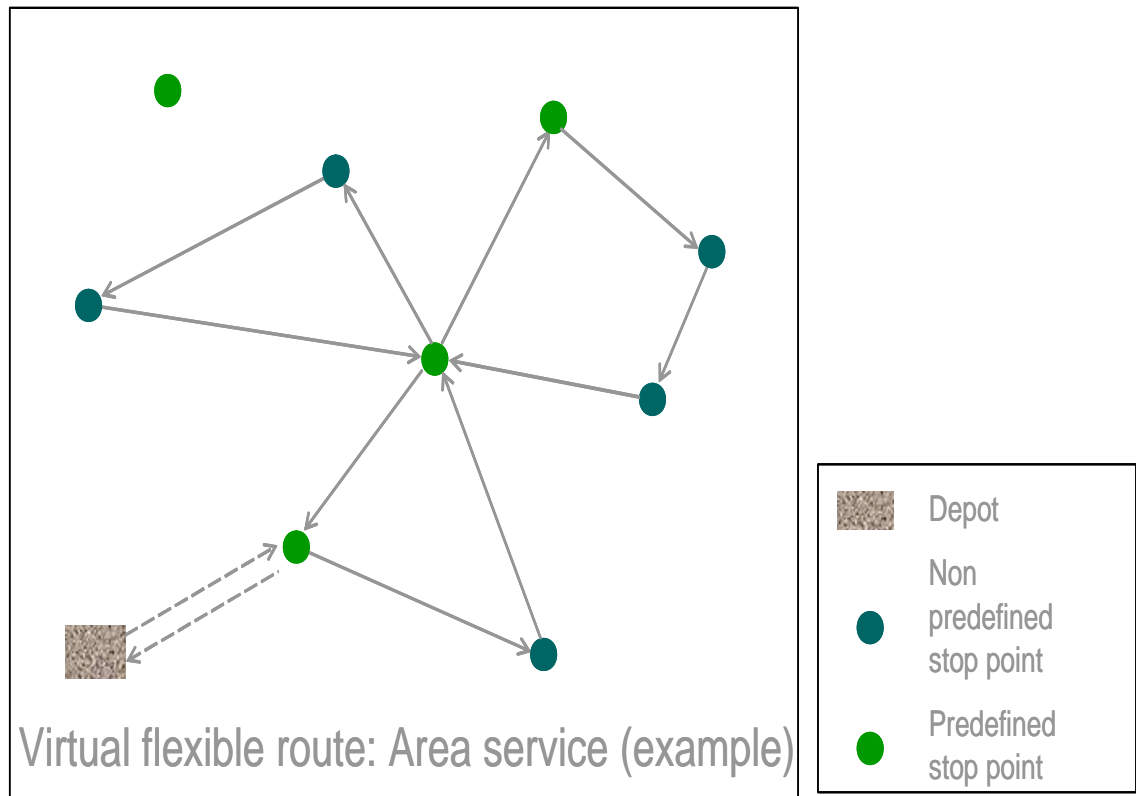 Virtual flexible route: Area service (example)
Depot
Non
predefined
stop point
Predefined
stop point